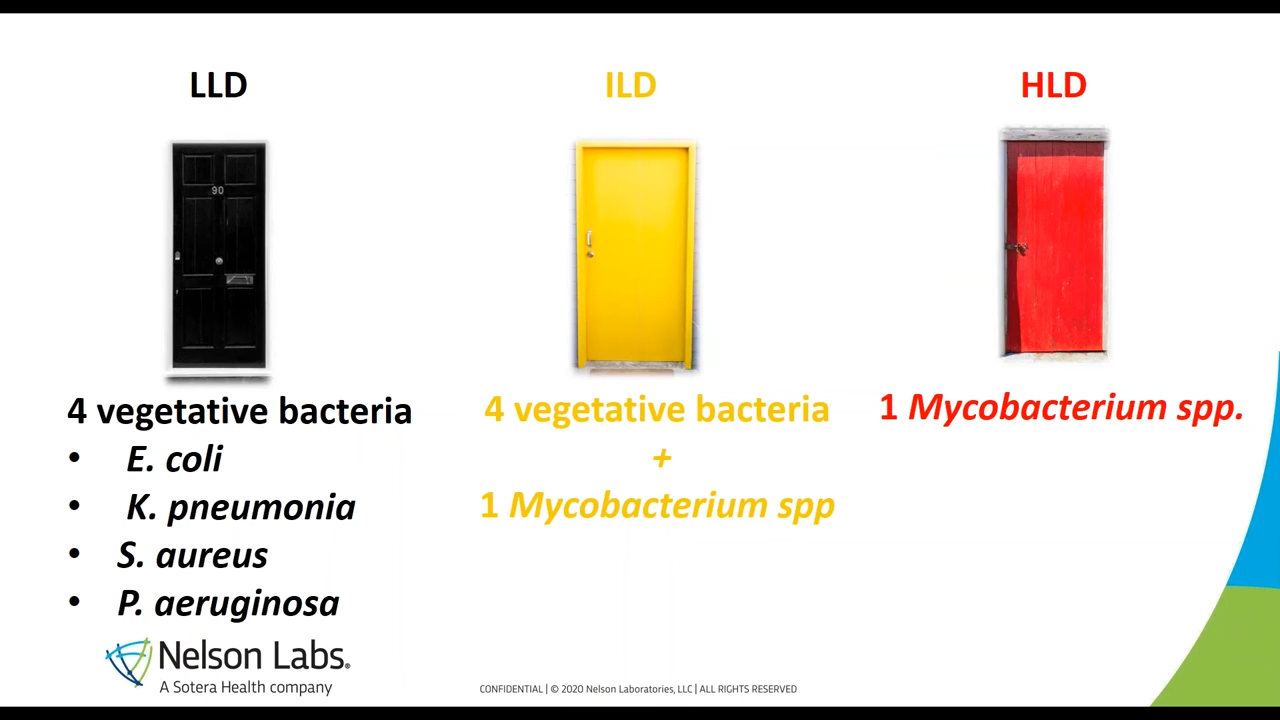 LLD
90
4 vegetative bacteria
• E. coli
• K. pneumonia
• S. aureus
• P. aeruginosa
ILD
4 vegetative bacteria
+
1 Mycobacterium spp
HLD
1 Mycobacterium spp.
Nelson Labs®
A Sotera Health company
CONFIDENTIAL | © 2020 Nelson Laboratories, LLC | ALL RIGHTS RESERVED